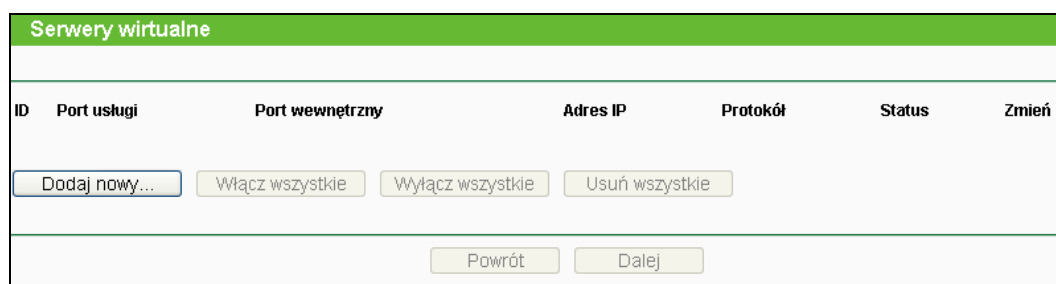 Serwery wirtualne
ID Port usługi Port wewnętrzny Adres IP Protokół Status Zmień
Dodaj nowy... Włącz wszystkie Wyłącz wszystkie Usuń wszystkie
Powrót Dalej